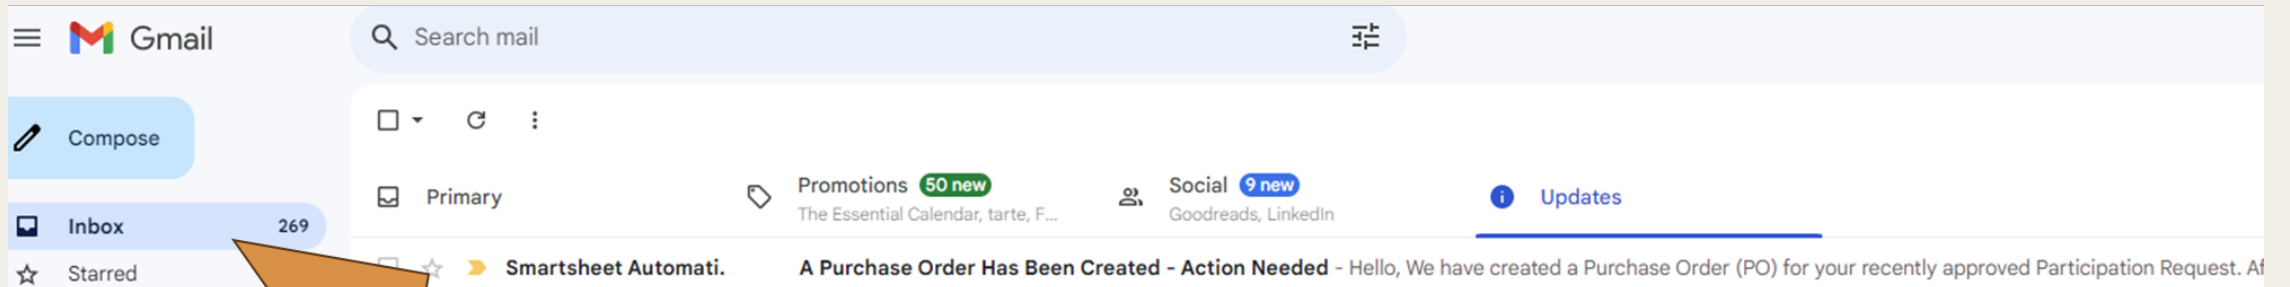 Gmail
Search mail
Compose
Primary
Promotions 50 new
The Essential Calendar, tarte, F...
Social 9 new
Goodreads, LinkedIn
Updates
Inbox 269
Starred
Smartsheet Automati. A Purchase Order Has Been Created - Action Needed - Hello, We have created a Purchase Order (PO) for your recently approved Participation Request. Af